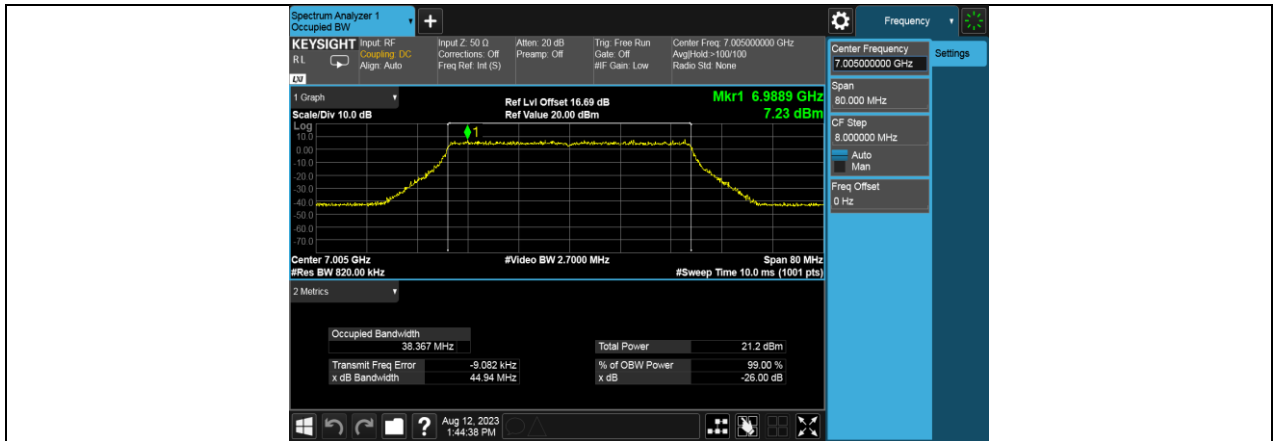 Spectrum Analyzer 1
Occupied BW
Frequency
KEYSIGHT Input: RF Input Z: 50 Ω Atten: 20 dB Trig: Free Run Center Freq: 7.005000000 GHz
RL Coupling: DC Corrections: Off Preamp: Off Gate: Off Avg|Hold:>100/100
Align: Auto Freq Ref: Int (S) #IF Gain: Low Radio Std: None
LXI
Center Frequency
7.005000000 GHz
Settings
Span
80.000 MHz
CF Step
8.000000 MHz
Auto
Man
Freq Offset
0 Hz
1 Graph Ref Lvl Offset 16.69 dB Mkr1 6.9889 GHz
Scale/Div 10.0 dB Ref Value 20.00 dBm 7.23 dBm
Log
10.0
1
0.00
-10.0
-20.0
-30.0
-40.0
-50.0
-60.0
-70.0
Center 7.005 GHz #Video BW 2.7000 MHz Span 80 MHz
#Res BW 820.00 kHz #Sweep Time 10.0 ms (1001 pts)
2 Metrics
Occupied Bandwidth
38.367 MHz Total Power 21.2 dBm
Transmit Freq Error -9.082 kHz % of OBW Power 99.00 %
x dB Bandwidth 44.94 MHz x dB -26.00 dB
? Aug 12, 2023
1:44:38 PM